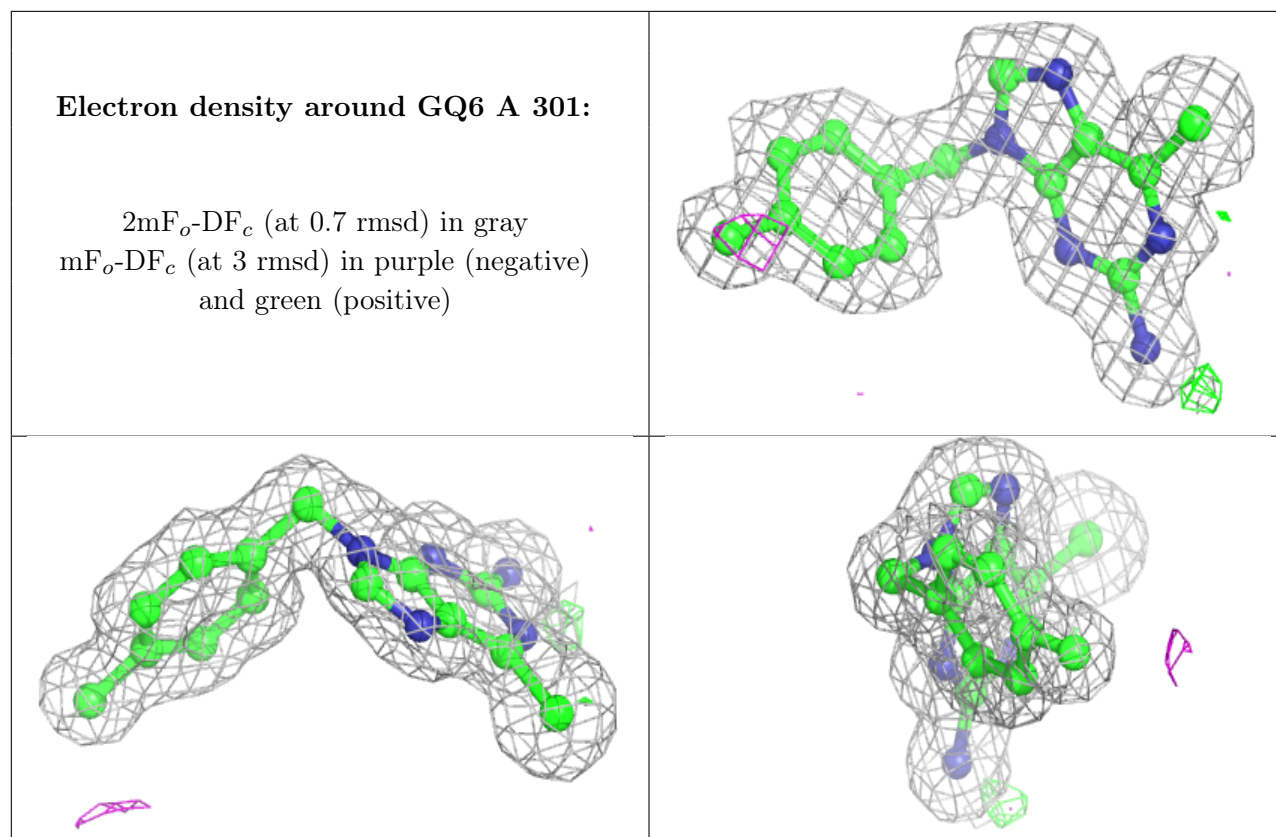 Electron density around GQ6 A 301:
2mFₒ-DF𝒸 (at 0.7 rmsd) in gray
mFₒ-DF𝒸 (at 3 rmsd) in purple (negative)
and green (positive)